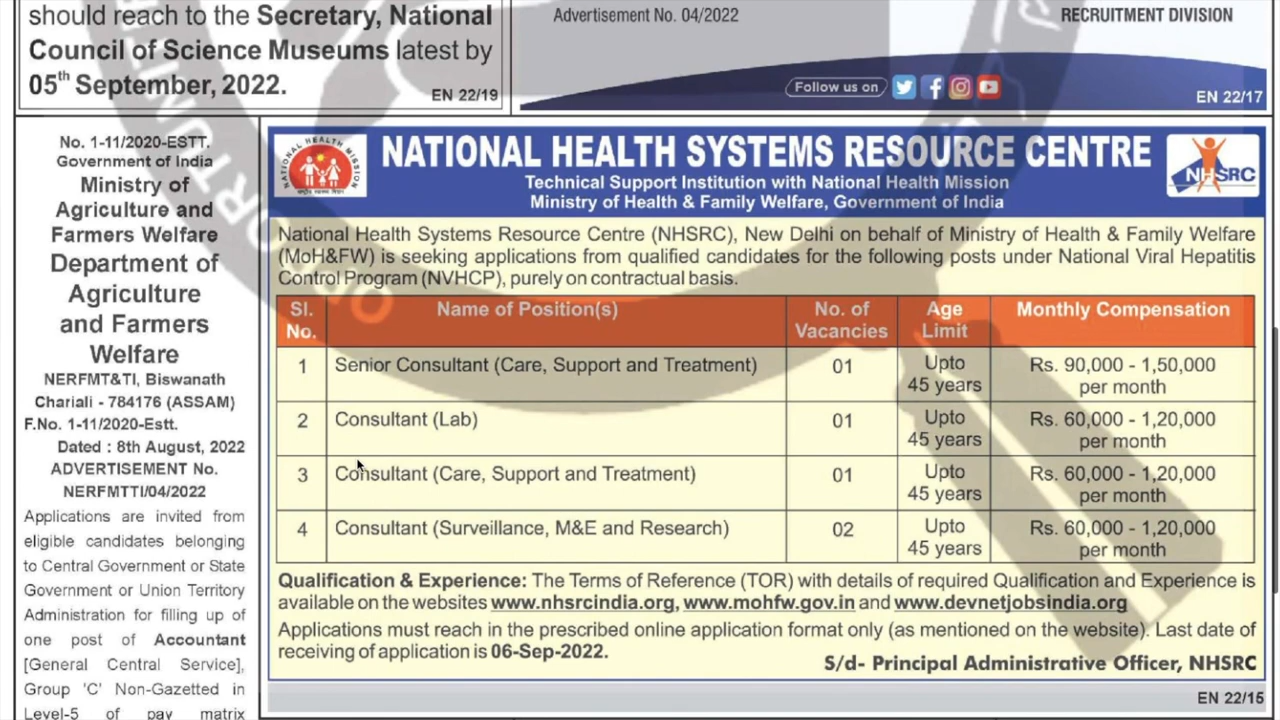 should reach to the Secretary, National
Council of Science Museums latest by
05th September, 2022.
EN 22/19
Advertisement No. 04/2022
RECRUITMENT DIVISION
Follow us on
EN 22/17
No. 1-11/2020-ESTT.
Government of India
Ministry of
Agriculture and
Farmers Welfare
Department of
Agriculture
and Farmers
Welfare
NERFMT&TI, Biswanath
Chariali - 784176 (ASSAM)
F.No. 1-11/2020-Estt.
Dated : 8th August, 2022
ADVERTISEMENT No.
NERFMTTI/04/2022
Applications are invited from
eligible candidates belonging
to Central Government or State
Government or Union Territory
Administration for filling up of
one post of Accountant
[General Central Service],
Group 'C' Non-Gazetted in
Level-5 of pay matrix
NATIONAL HEALTH MISSION
NATIONAL HEALTH SYSTEMS RESOURCE CENTRE
Technical Support Institution with National Health Mission
Ministry of Health & Family Welfare, Government of India
NHSRC
National Health Systems Resource Centre (NHSRC), New Delhi on behalf of Ministry of Health & Family Welfare
(MoH&FW) is seeking applications from qualified candidates for the following posts under National Viral Hepatitis
Control Program (NVHCP), purely on contractual basis.
Sl. No. Name of Position(s) No. of Vacancies Age Limit Monthly Compensation
1 Senior Consultant (Care, Support and Treatment) 01 Upto 45 years Rs. 90,000 - 1,50,000 per month
2 Consultant (Lab) 01 Upto 45 years Rs. 60,000 - 1,20,000 per month
3 Consultant (Care, Support and Treatment) 01 Upto 45 years Rs. 60,000 - 1,20,000 per month
4 Consultant (Surveillance, M&E and Research) 02 Upto 45 years Rs. 60,000 - 1,20,000 per month
Qualification & Experience: The Terms of Reference (TOR) with details of required Qualification and Experience is
available on the websites www.nhsrcindia.org, www.mohfw.gov.in and www.devnetjobsindia.org
Applications must reach in the prescribed online application format only (as mentioned on the website). Last date of
receiving of application is 06-Sep-2022.
S/d- Principal Administrative Officer, NHSRC
EN 22/15